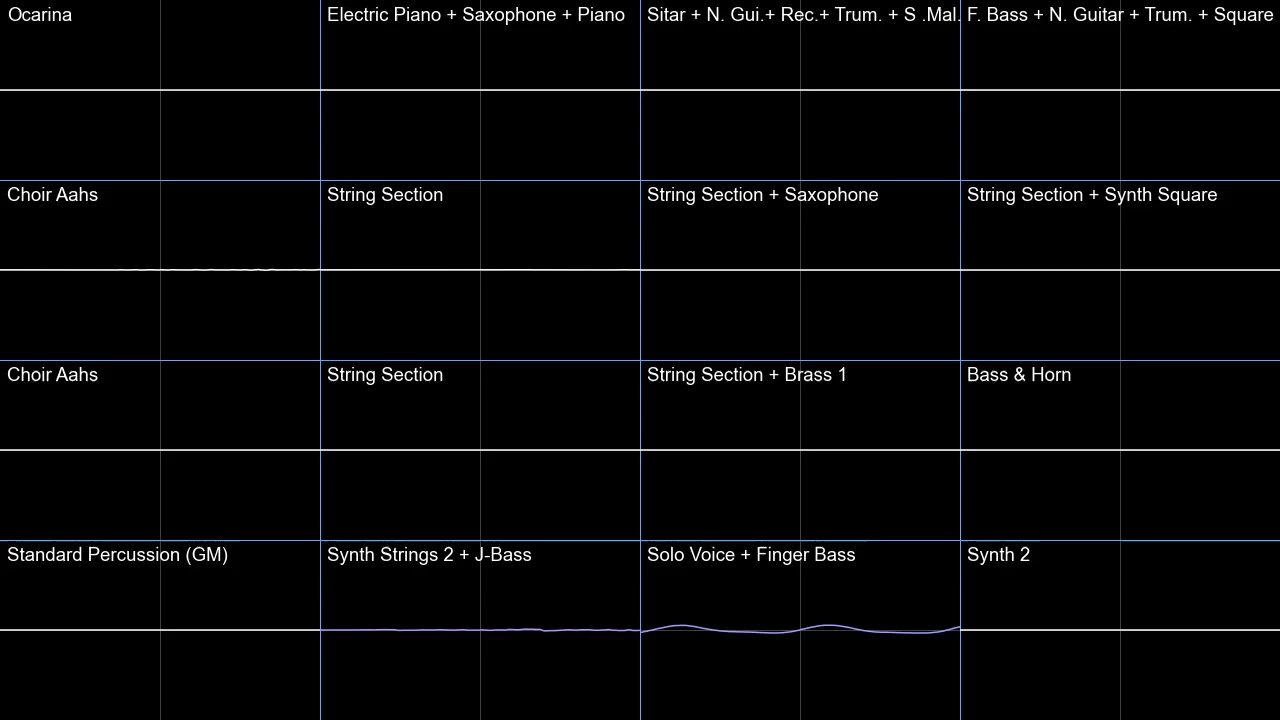 Ocarina
Electric Piano + Saxophone + Piano
Sitar + N. Gui.+ Rec.+ Trum. + S .Mal.
F. Bass + N. Guitar + Trum. + Square
Choir Aahs
String Section
String Section + Saxophone
String Section + Synth Square
Choir Aahs
String Section
String Section + Brass 1
Bass & Horn
Standard Percussion (GM)
Synth Strings 2 + J-Bass
Solo Voice + Finger Bass
Synth 2